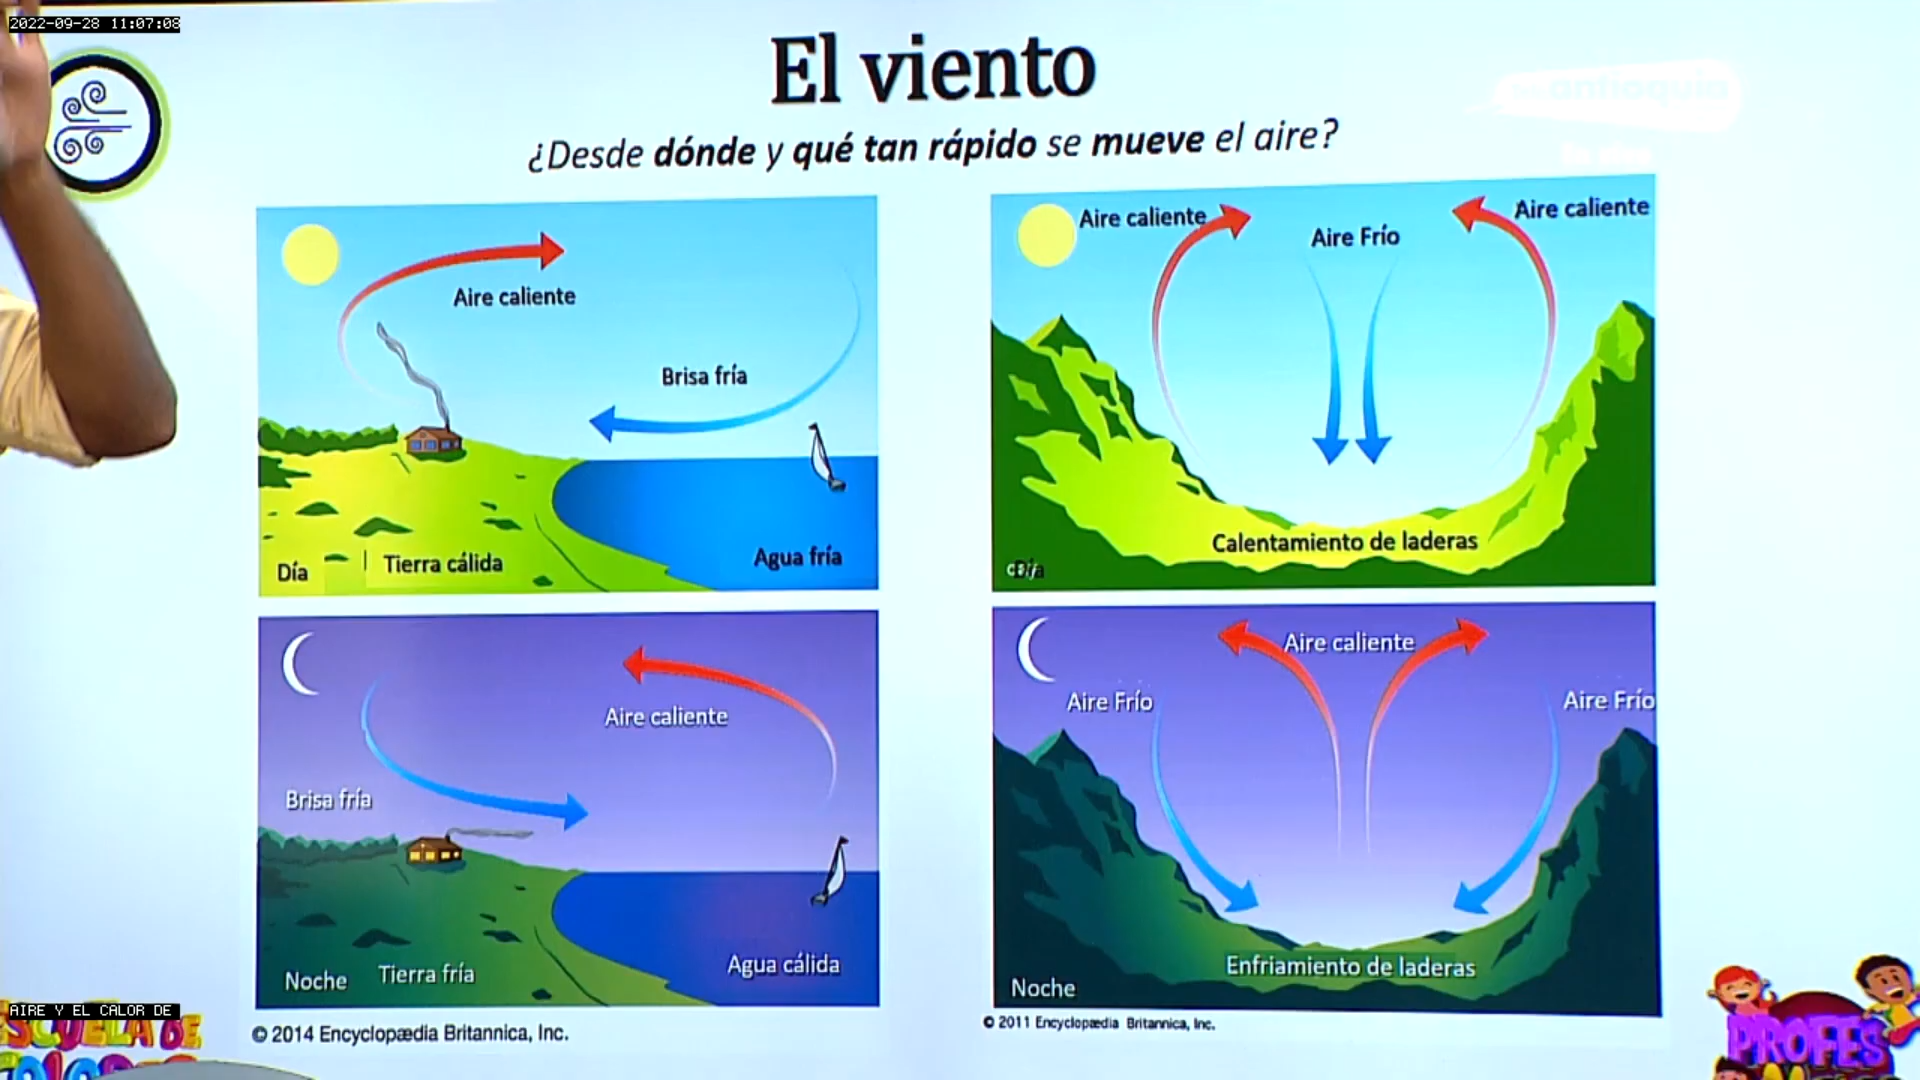 2022-09-28 11:07:08
El viento
¿Desde dónde y qué tan rápido se mueve el aire?
antioquia
Aire caliente
Brisa fría
Día
Tierra cálida
Agua fría
Aire caliente
Aire Frío
Aire caliente
Calentamiento de laderas
Aire caliente
Brisa fría
Noche
Tierra fría
Agua cálida
Aire caliente
Aire Frío
Aire Frío
Enfriamiento de laderas
Noche
© 2014 Encyclopædia Britannica, Inc.
© 2011 Encyclopædia Britannica, Inc.
AIRE Y EL CALOR DE
ESCUELA DE
PROFES